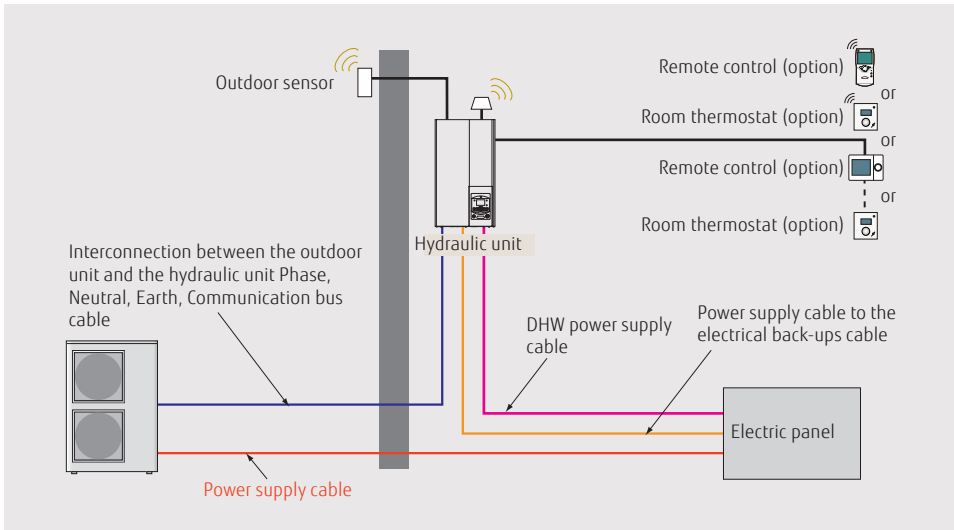 Outdoor sensor
Remote control (option)
or
Room thermostat (option)
or
Remote control (option)
or
Room thermostat (option)
Hydraulic unit
Interconnection between the outdoor
unit and the hydraulic unit Phase,
Neutral, Earth, Communication bus
cable
DHW power supply
cable
Power supply cable to the
electrical back-ups cable
Electric panel
Power supply cable